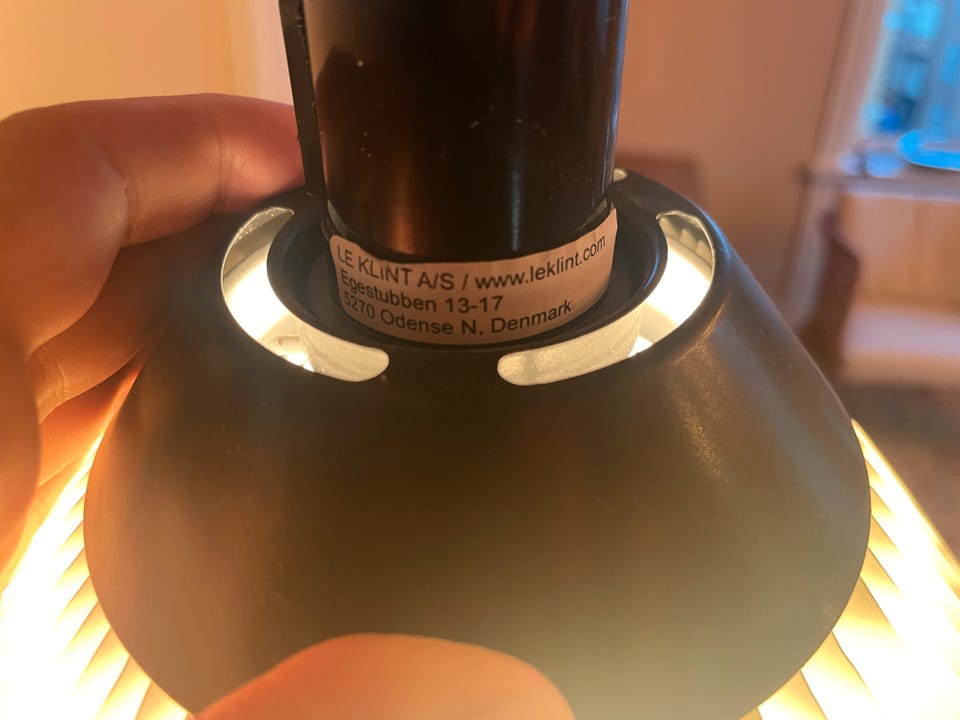 LE KLINT A/S / www.leklint.com
Egestubben 13-17
5270 Odense N, Denmark